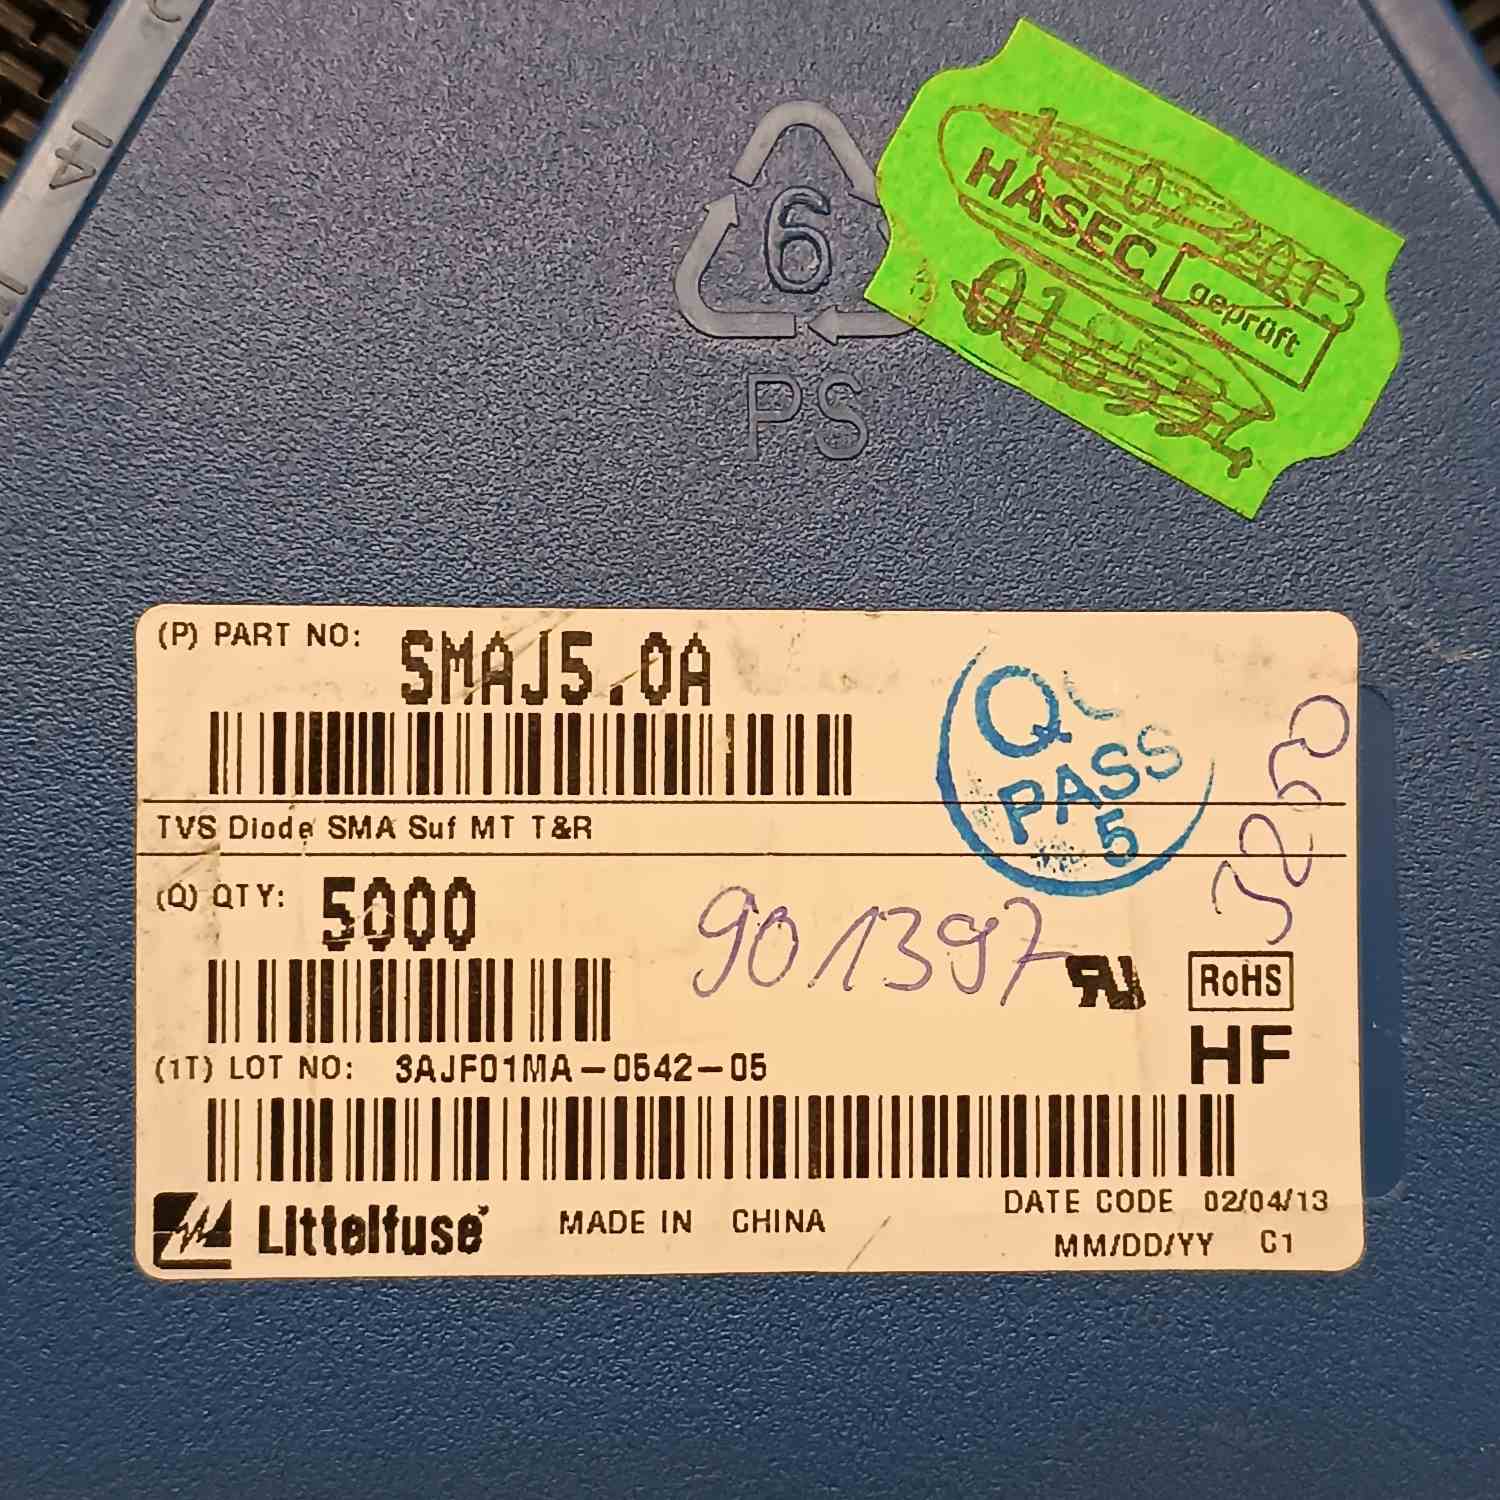 6
PS
HASEC
geprüft
(P) PART NO: SMAJ5.0A
TVS Diode SMA Suf MT T&R
Q
PASS
5
3250
(Q) QTY: 5000
901397
RU
RoHS
HF
(1T) LOT NO: 3AJF01MA-0542-05
Littelfuse
MADE IN CHINA
DATE CODE 02/04/13
MM/DD/YY C1